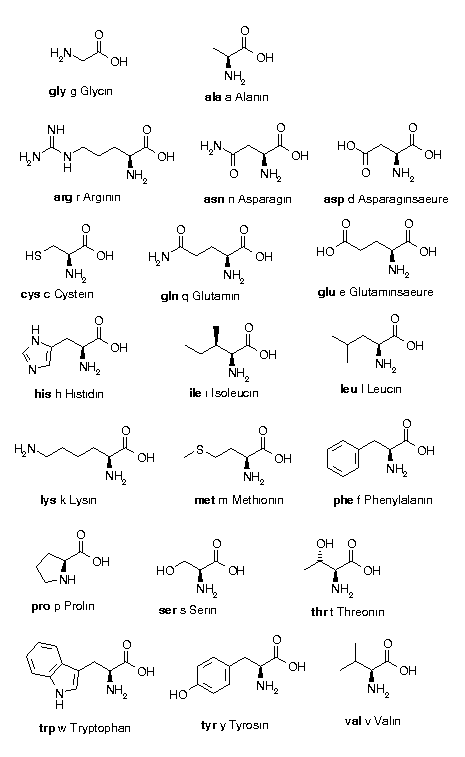 H2N O OH O OH NH2
gly g Glycin ala a Alanin
NH H2N N H O OH NH2 H2N O O OH NH2 HO O O OH NH2
arg r Arginin asn n Asparagin asp d Asparaginsaeure
HS O OH NH2 O H2N O OH NH2 O HO O OH NH2
cys c Cystein gln q Glutamin glu e Glutaminsaeure
H N N O OH NH2 O OH NH2 O OH NH2
his h Histidin ile i Isoleucin leu l Leucin
H2N O OH NH2 S O OH NH2 O OH NH2
lys k Lysin met m Methionin phe f Phenylalanin
O OH NH HO O OH NH2 OH O OH NH2
pro p Prolin ser s Serin thr t Threonin
N H O OH NH2 HO O OH NH2 O OH NH2
trp w Tryptophan tyr y Tyrosin val v Valin